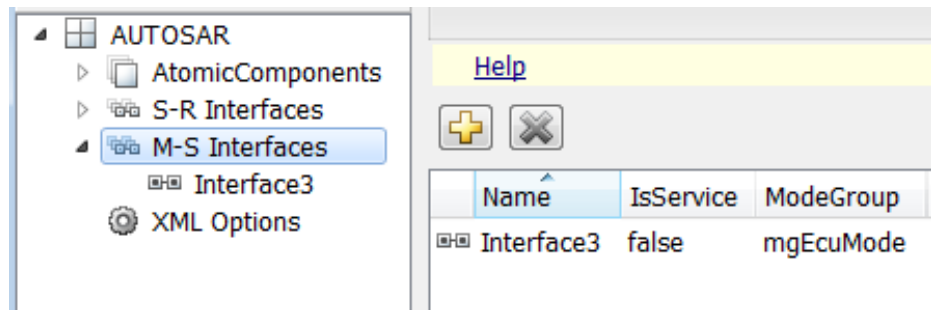 AUTOSAR
AtomicComponents
S-R Interfaces
M-S Interfaces
Interface3
XML Options
Help
Name IsService ModeGroup
Interface3 false mgEcuMode